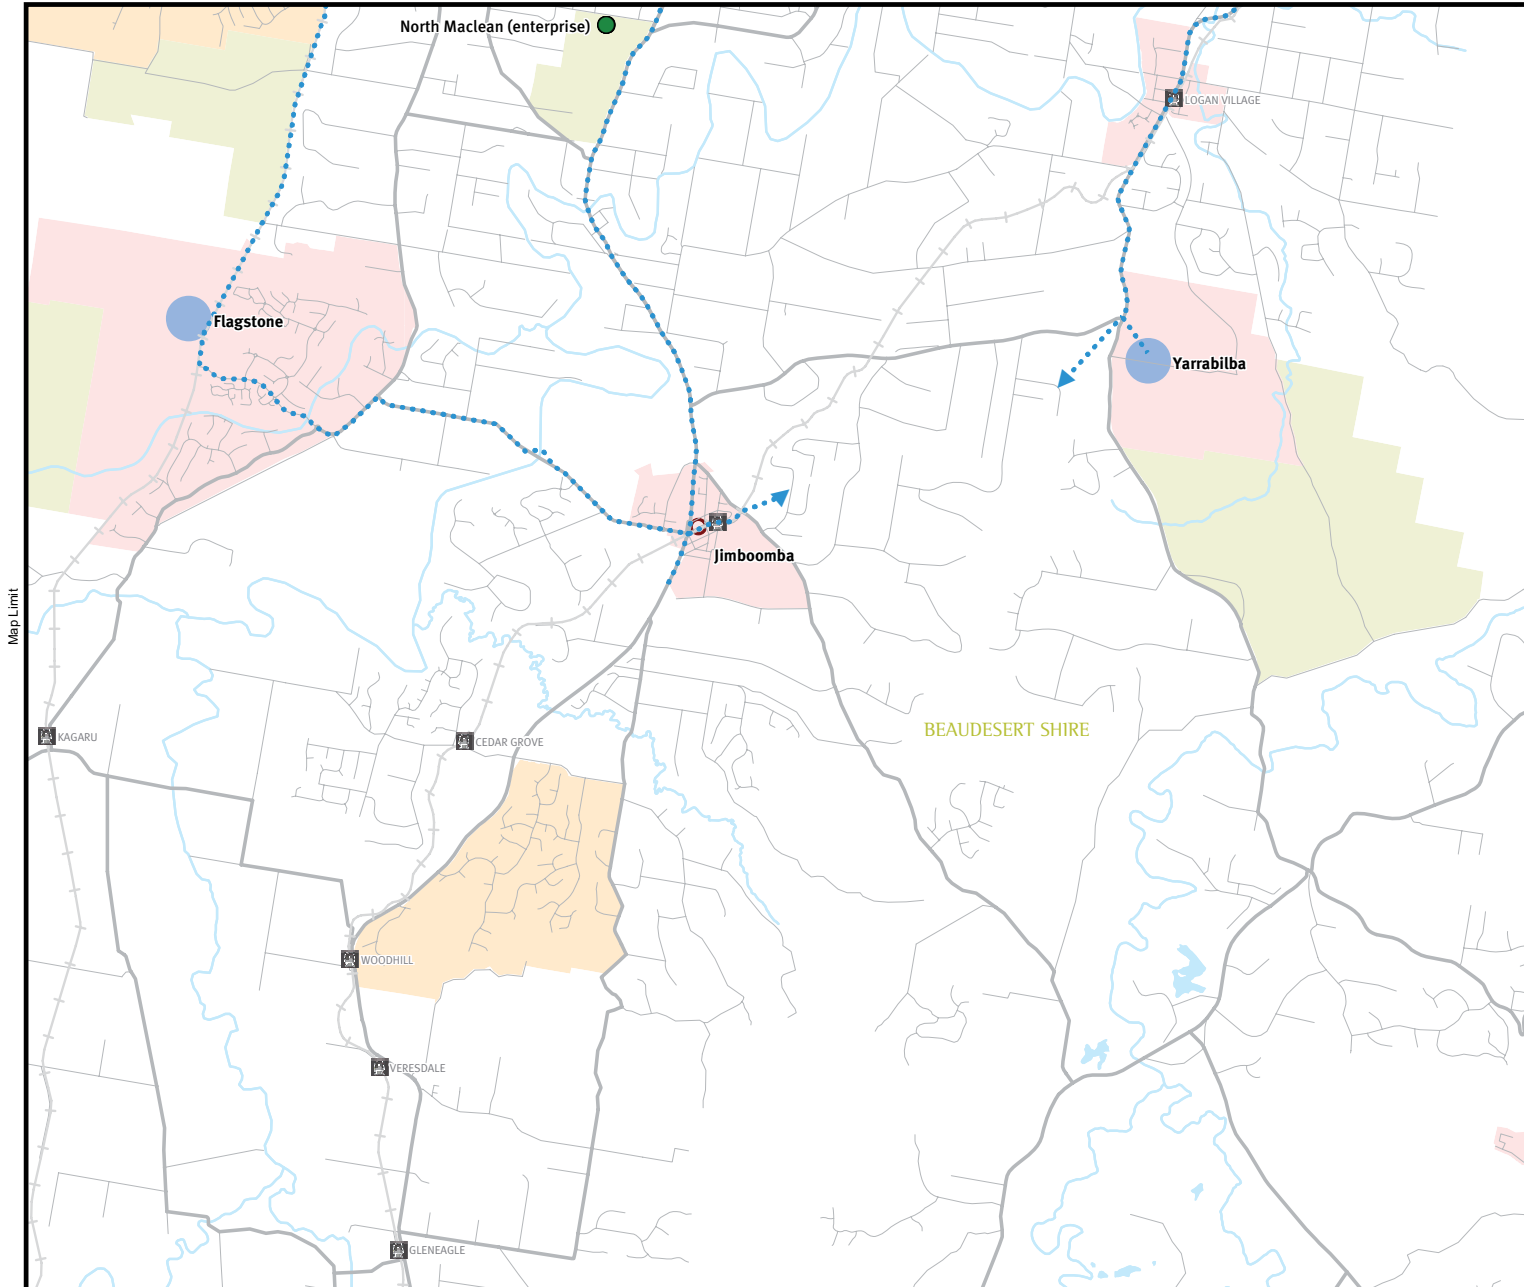 North Maclean (enterprise)
LOGAN VILLAGE
Flagstone
Yarrabilba
Jimboomba
Map Limit
BEAUDESERT SHIRE
KAGARU
CEDAR GROVE
WOODHILL
VERESDALE
GLENEAGLE